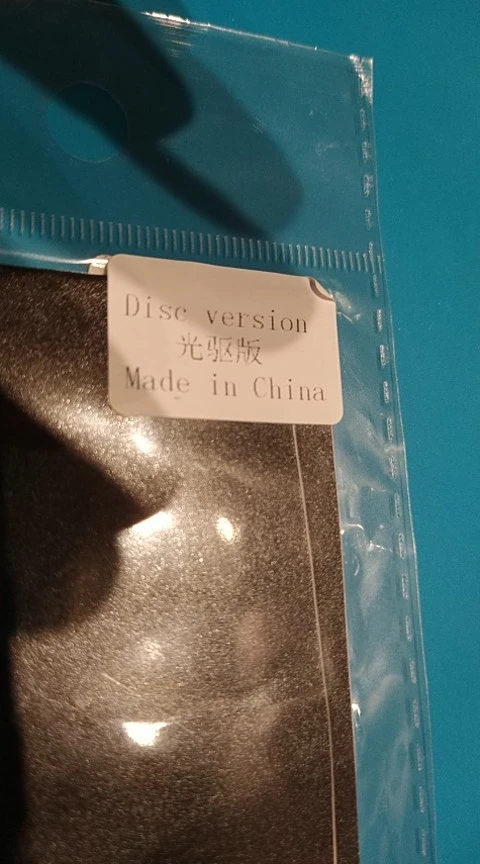 Disc version
光驱版
Made in China